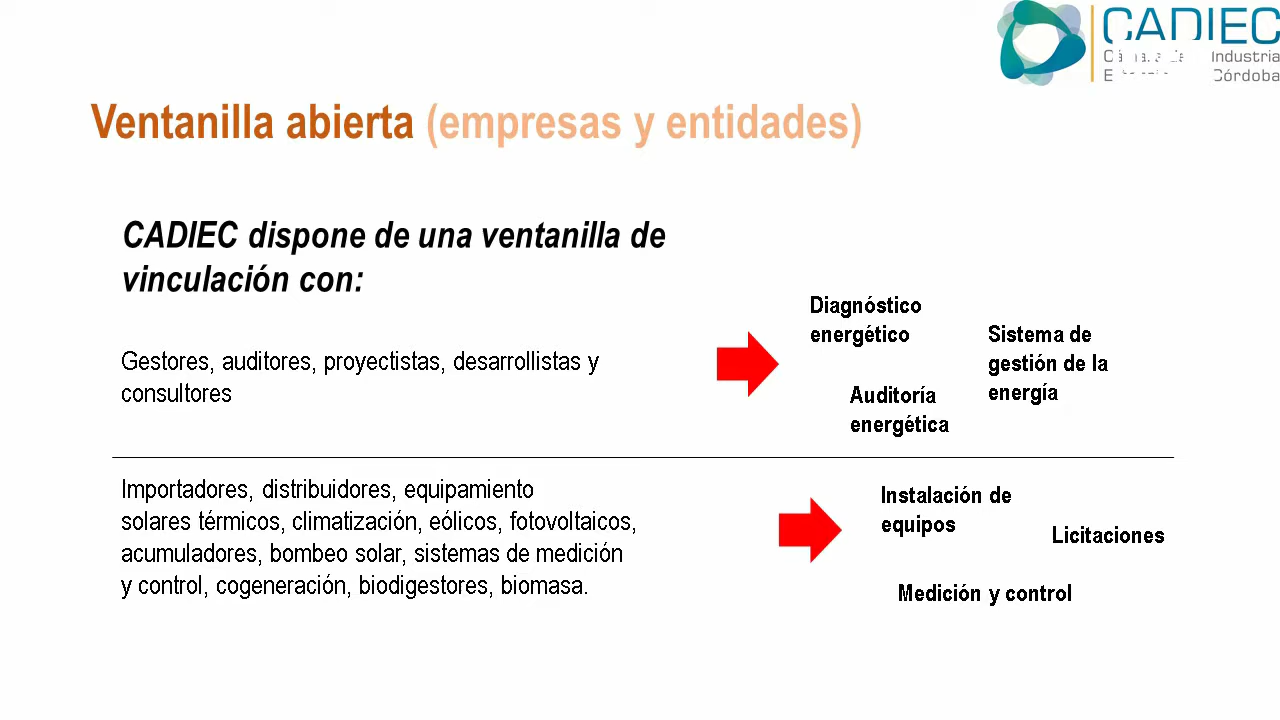 CADIEC
Industria
Córdoba
Ventanilla abierta (empresas y entidades)
CADIEC dispone de una ventanilla de
vinculación con:
Gestores, auditores, proyectistas, desarrollistas y
consultores
Diagnóstico
energético
Sistema de
gestión de la
energía
Auditoría
energética
Importadores, distribuidores, equipamiento
solares térmicos, climatización, eólicos, fotovoltaicos,
acumuladores, bombeo solar, sistemas de medición
y control, cogeneración, biodigestores, biomasa.
Instalación de
equipos
Licitaciones
Medición y control